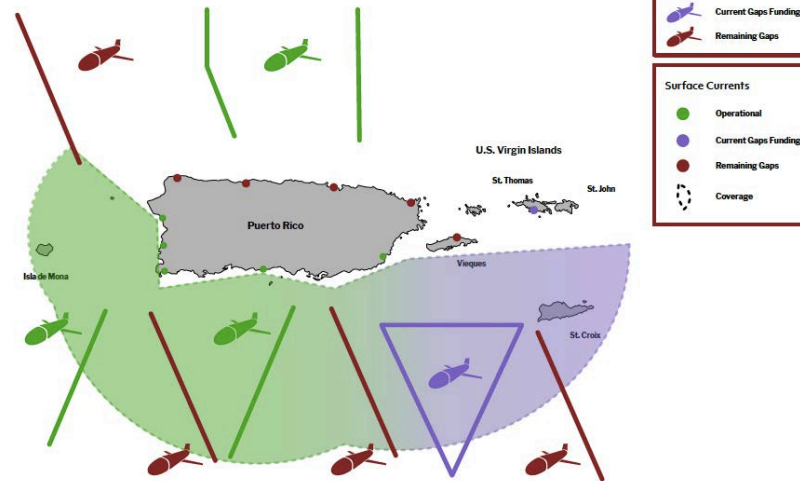 Current Gaps Funding
Remaining Gaps
Surface Currents
Operational
Current Gaps Funding
Remaining Gaps
Coverage
U.S. Virgin Islands
St. Thomas
St. John
Puerto Rico
Vieques
Isla de Mona
St. Croix